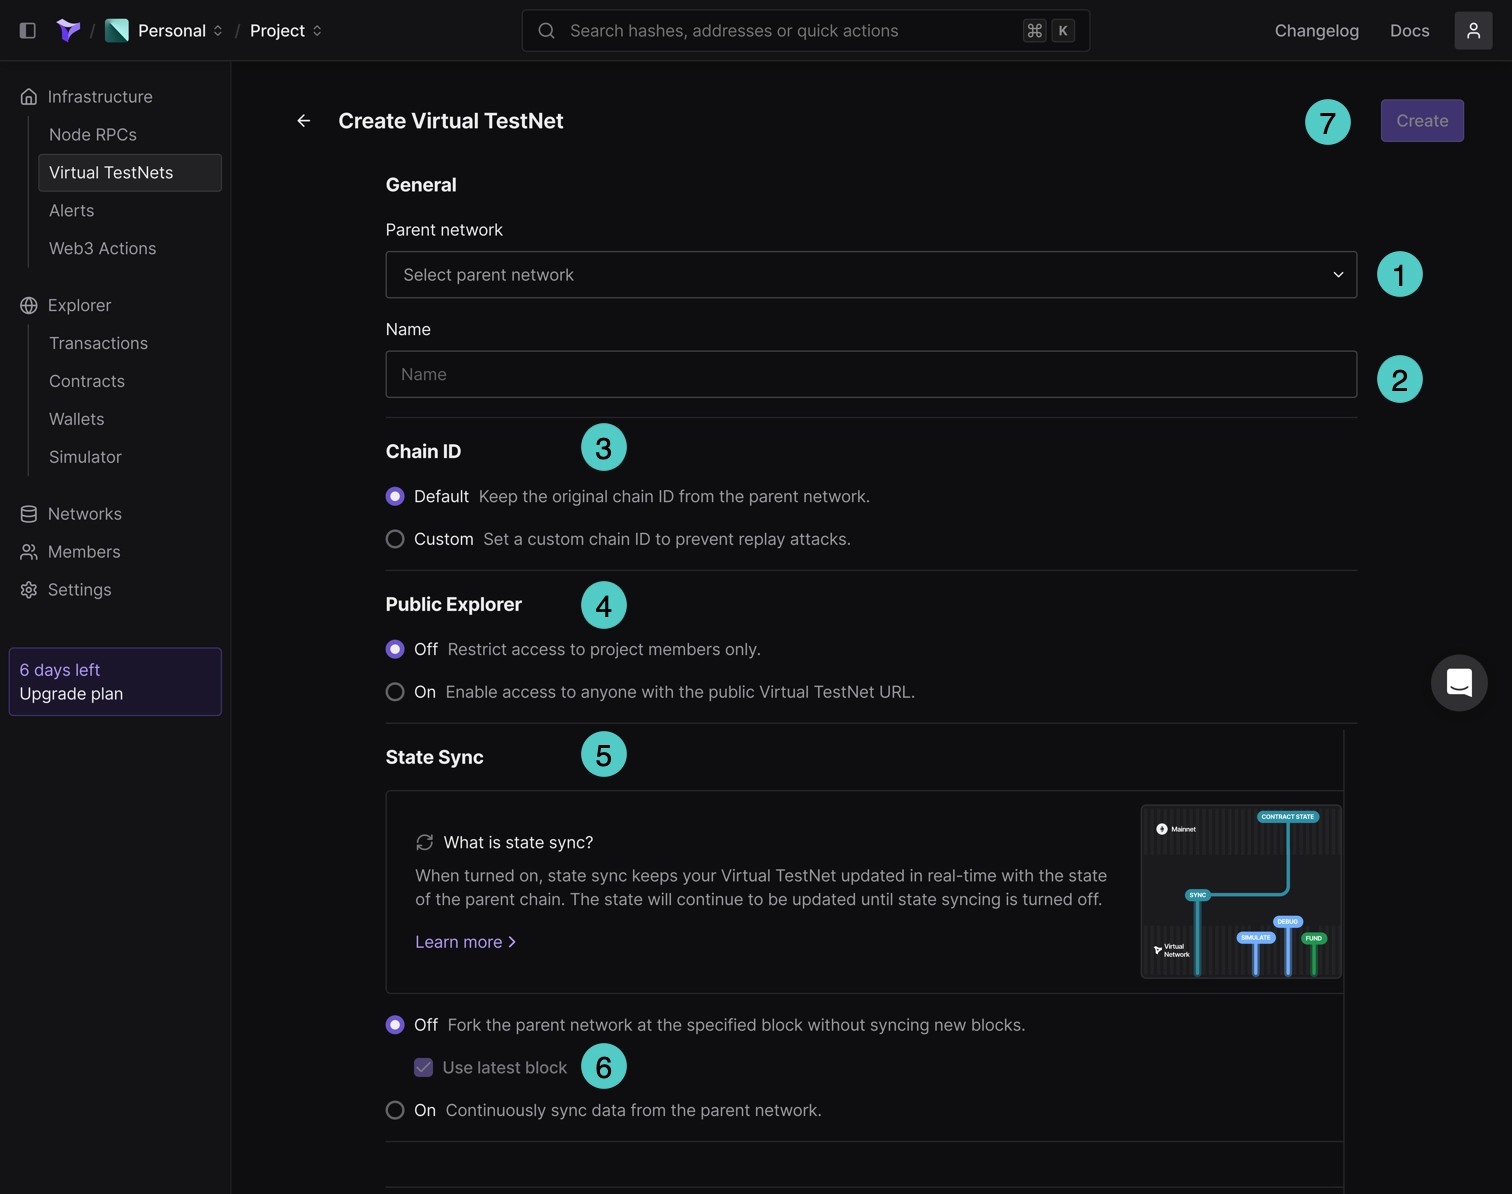 / Personal / Project
Search hashes, addresses or quick actions
⌘ K
Changelog
Docs
Infrastructure
Node RPCs
Virtual TestNets
Alerts
Web3 Actions
Explorer
Transactions
Contracts
Wallets
Simulator
Networks
Members
Settings
6 days left
Upgrade plan
Create Virtual TestNet
7
Create
General
Parent network
Select parent network
1
Name
Name
2
Chain ID
3
Default Keep the original chain ID from the parent network.
Custom Set a custom chain ID to prevent replay attacks.
Public Explorer
4
Off Restrict access to project members only.
On Enable access to anyone with the public Virtual TestNet URL.
State Sync
5
What is state sync?
When turned on, state sync keeps your Virtual TestNet updated in real-time with the state
of the parent chain. The state will continue to be updated until state syncing is turned off.
Learn more
Mainnet
CONTRACT STATE
SYNC
DEBUG
SIMULATE
FUND
Virtual
Network
Off Fork the parent network at the specified block without syncing new blocks.
Use latest block
6
On Continuously sync data from the parent network.